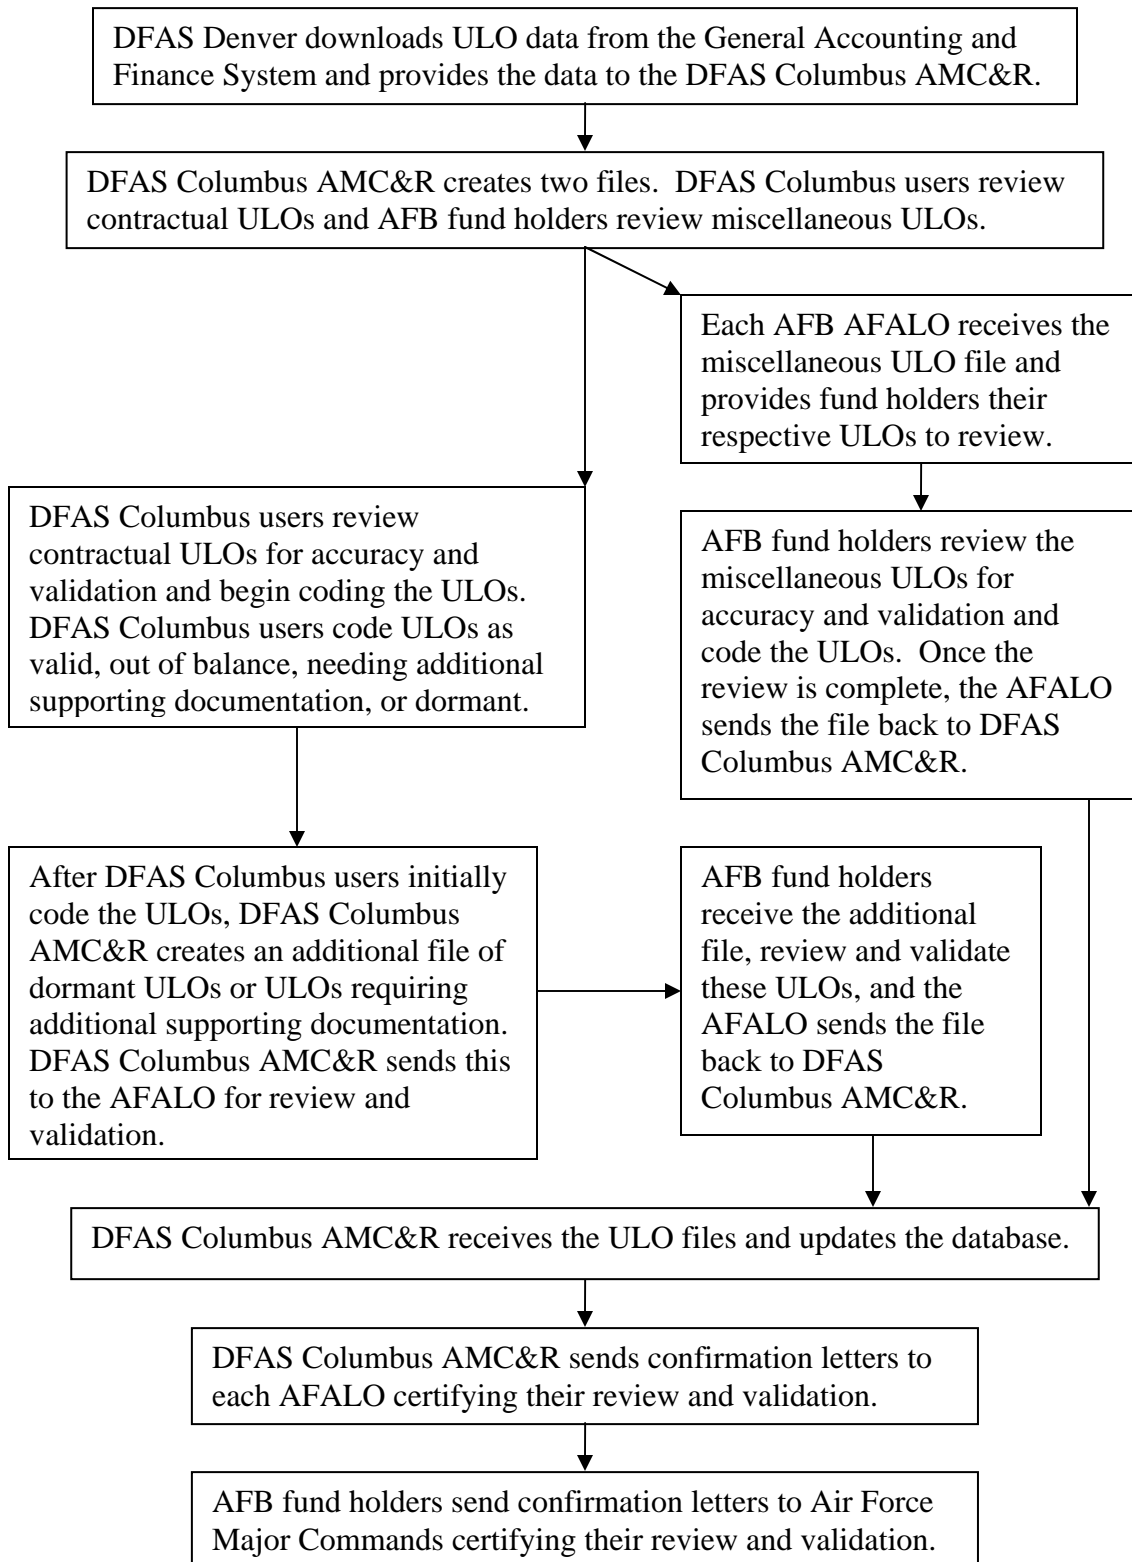 DFAS Denver downloads ULO data from the General Accounting and
Finance System and provides the data to the DFAS Columbus AMC&R.
DFAS Columbus AMC&R creates two files.  DFAS Columbus users review
contractual ULOs and AFB fund holders review miscellaneous ULOs.
Each AFB AFALO receives the
miscellaneous ULO file and
provides fund holders their
respective ULOs to review.
DFAS Columbus users review
contractual ULOs for accuracy and
validation and begin coding the ULOs.
DFAS Columbus users code ULOs as
valid, out of balance, needing additional
supporting documentation, or dormant.
AFB fund holders review the
miscellaneous ULOs for
accuracy and validation and
code the ULOs.  Once the
review is complete, the AFALO
sends the file back to DFAS
Columbus AMC&R.
After DFAS Columbus users initially
code the ULOs, DFAS Columbus
AMC&R creates an additional file of
dormant ULOs or ULOs requiring
additional supporting documentation.
DFAS Columbus AMC&R sends this
to the AFALO for review and
validation.
AFB fund holders
receive the additional
file, review and validate
these ULOs, and the
AFALO sends the file
back to DFAS
Columbus AMC&R.
DFAS Columbus AMC&R receives the ULO files and updates the database.
DFAS Columbus AMC&R sends confirmation letters to
each AFALO certifying their review and validation.
AFB fund holders send confirmation letters to Air Force
Major Commands certifying their review and validation.